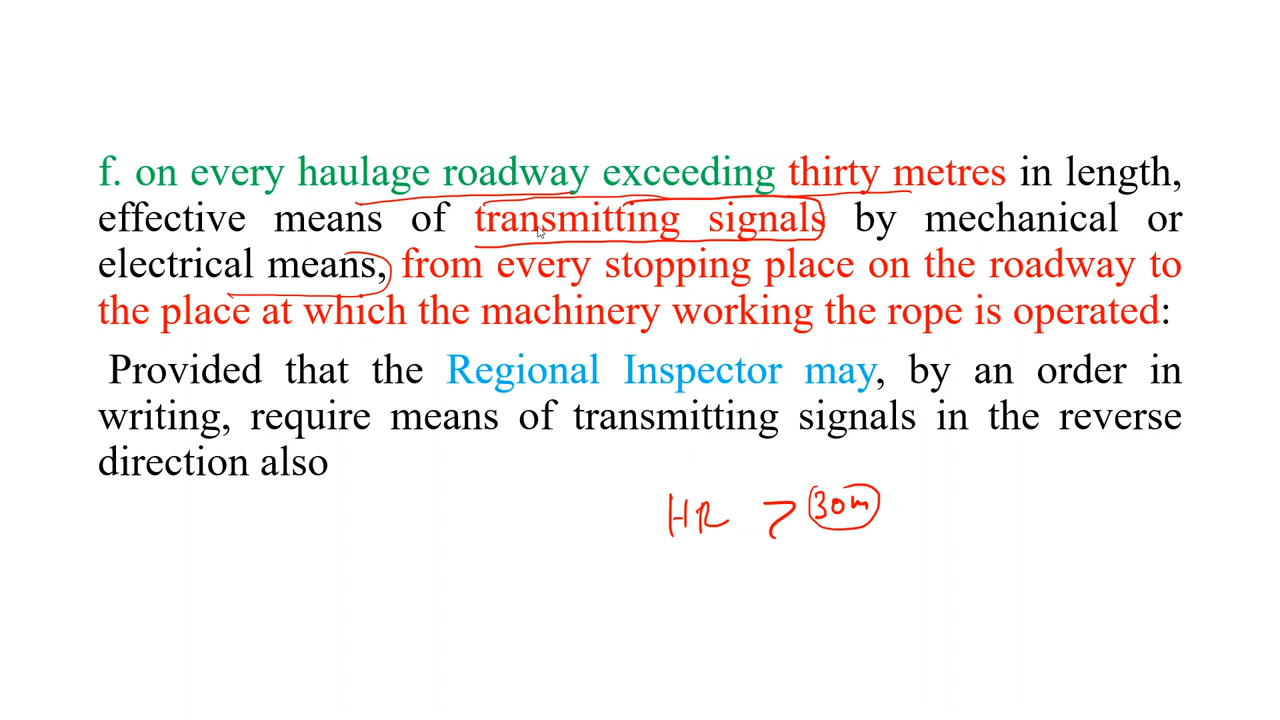 f. on every haulage roadway exceeding thirty metres in length,
effective means of transmitting signals by mechanical or
electrical means, from every stopping place on the roadway to
the place at which the machinery working the rope is operated:
Provided that the Regional Inspector may, by an order in
writing, require means of transmitting signals in the reverse
direction also
HR > 30m